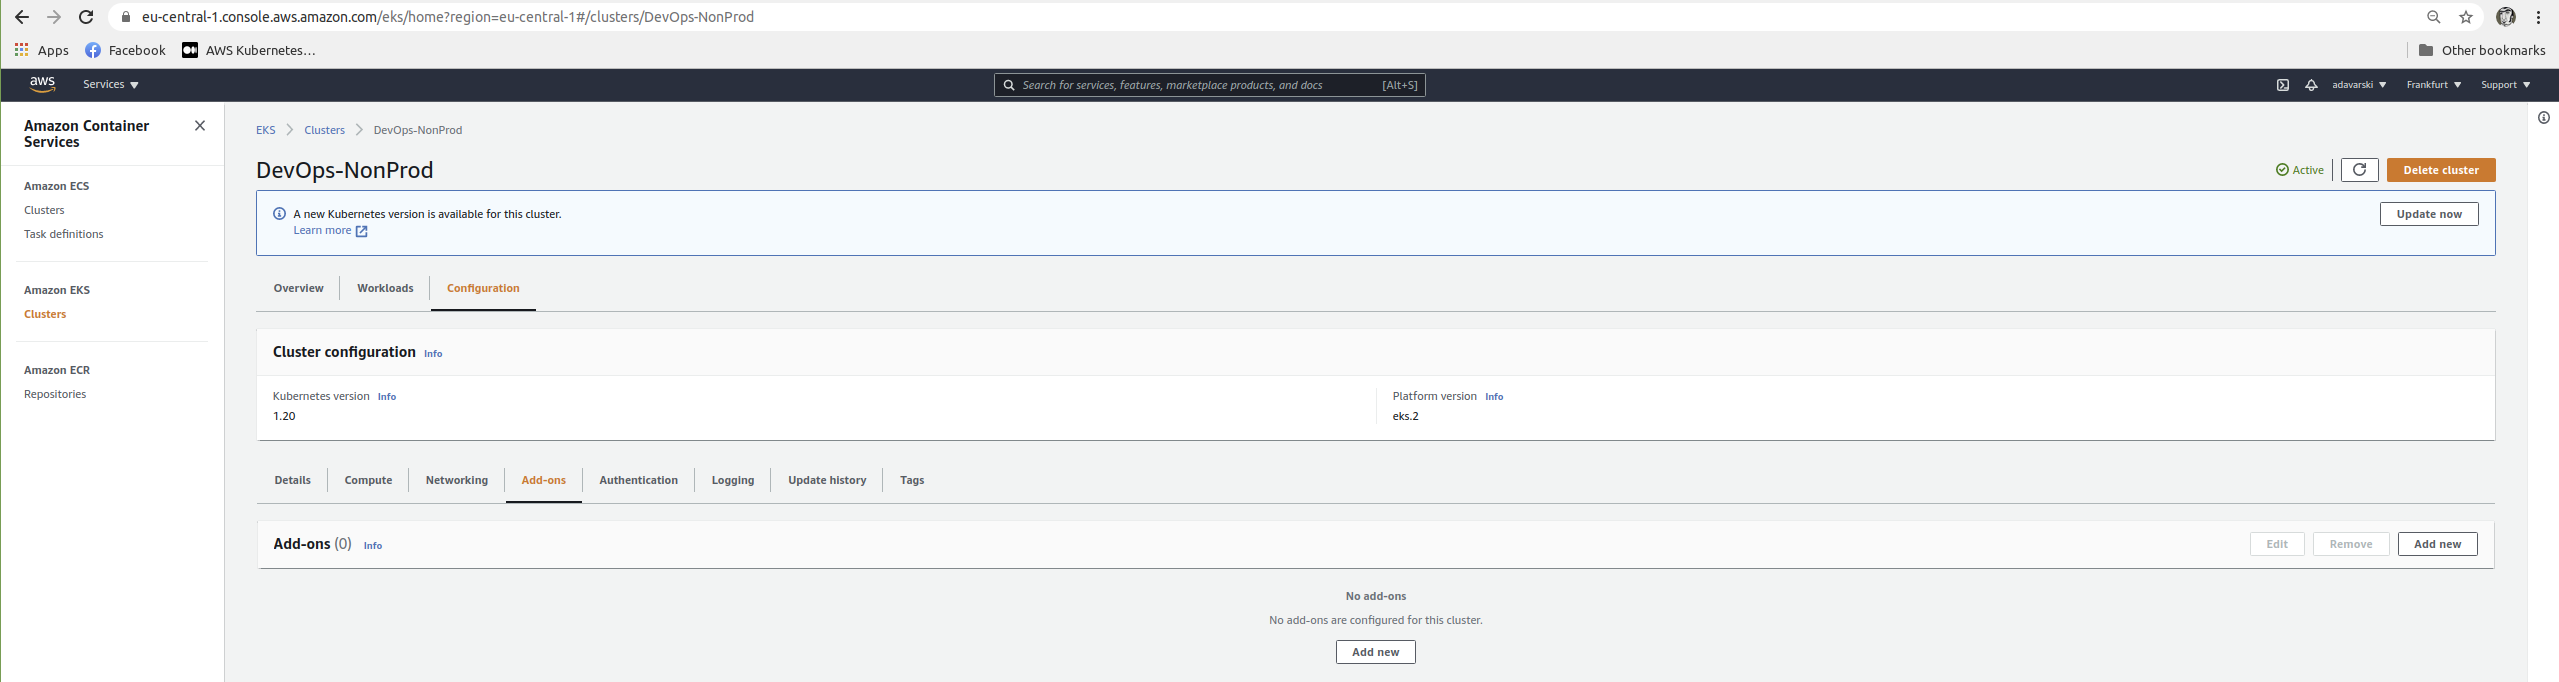 eu-central-1.console.aws.amazon.com/eks/home?region=eu-central-1#/clusters/DevOps-NonProd
Apps Facebook AWS Kubernetes… Other bookmarks
aws Services Search for services, features, marketplace products, and docs [Alt+S] adavarski Frankfurt Support
Amazon Container Services
Amazon ECS
Clusters
Task definitions
Amazon EKS
Clusters
Amazon ECR
Repositories
EKS Clusters DevOps-NonProd
DevOps-NonProd Active Delete cluster
A new Kubernetes version is available for this cluster. Update now
Learn more
Overview Workloads Configuration
Cluster configuration Info
Kubernetes version Info Platform version Info
1.20 eks.2
Details Compute Networking Add-ons Authentication Logging Update history Tags
Add-ons (0) Info Edit Remove Add new
No add-ons
No add-ons are configured for this cluster.
Add new